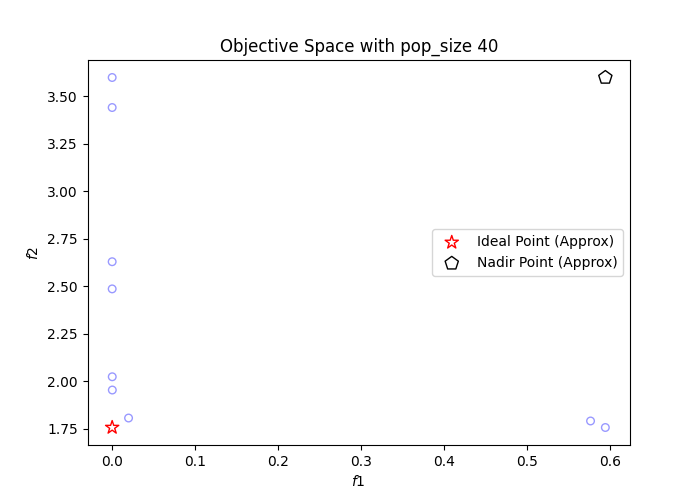 Objective Space with pop_size 40
3.50
3.25
3.00
2.75
2.50
2.25
2.00
1.75
f2
Ideal Point (Approx)
Nadir Point (Approx)
0.0 0.1 0.2 0.3 0.4 0.5 0.6
f1